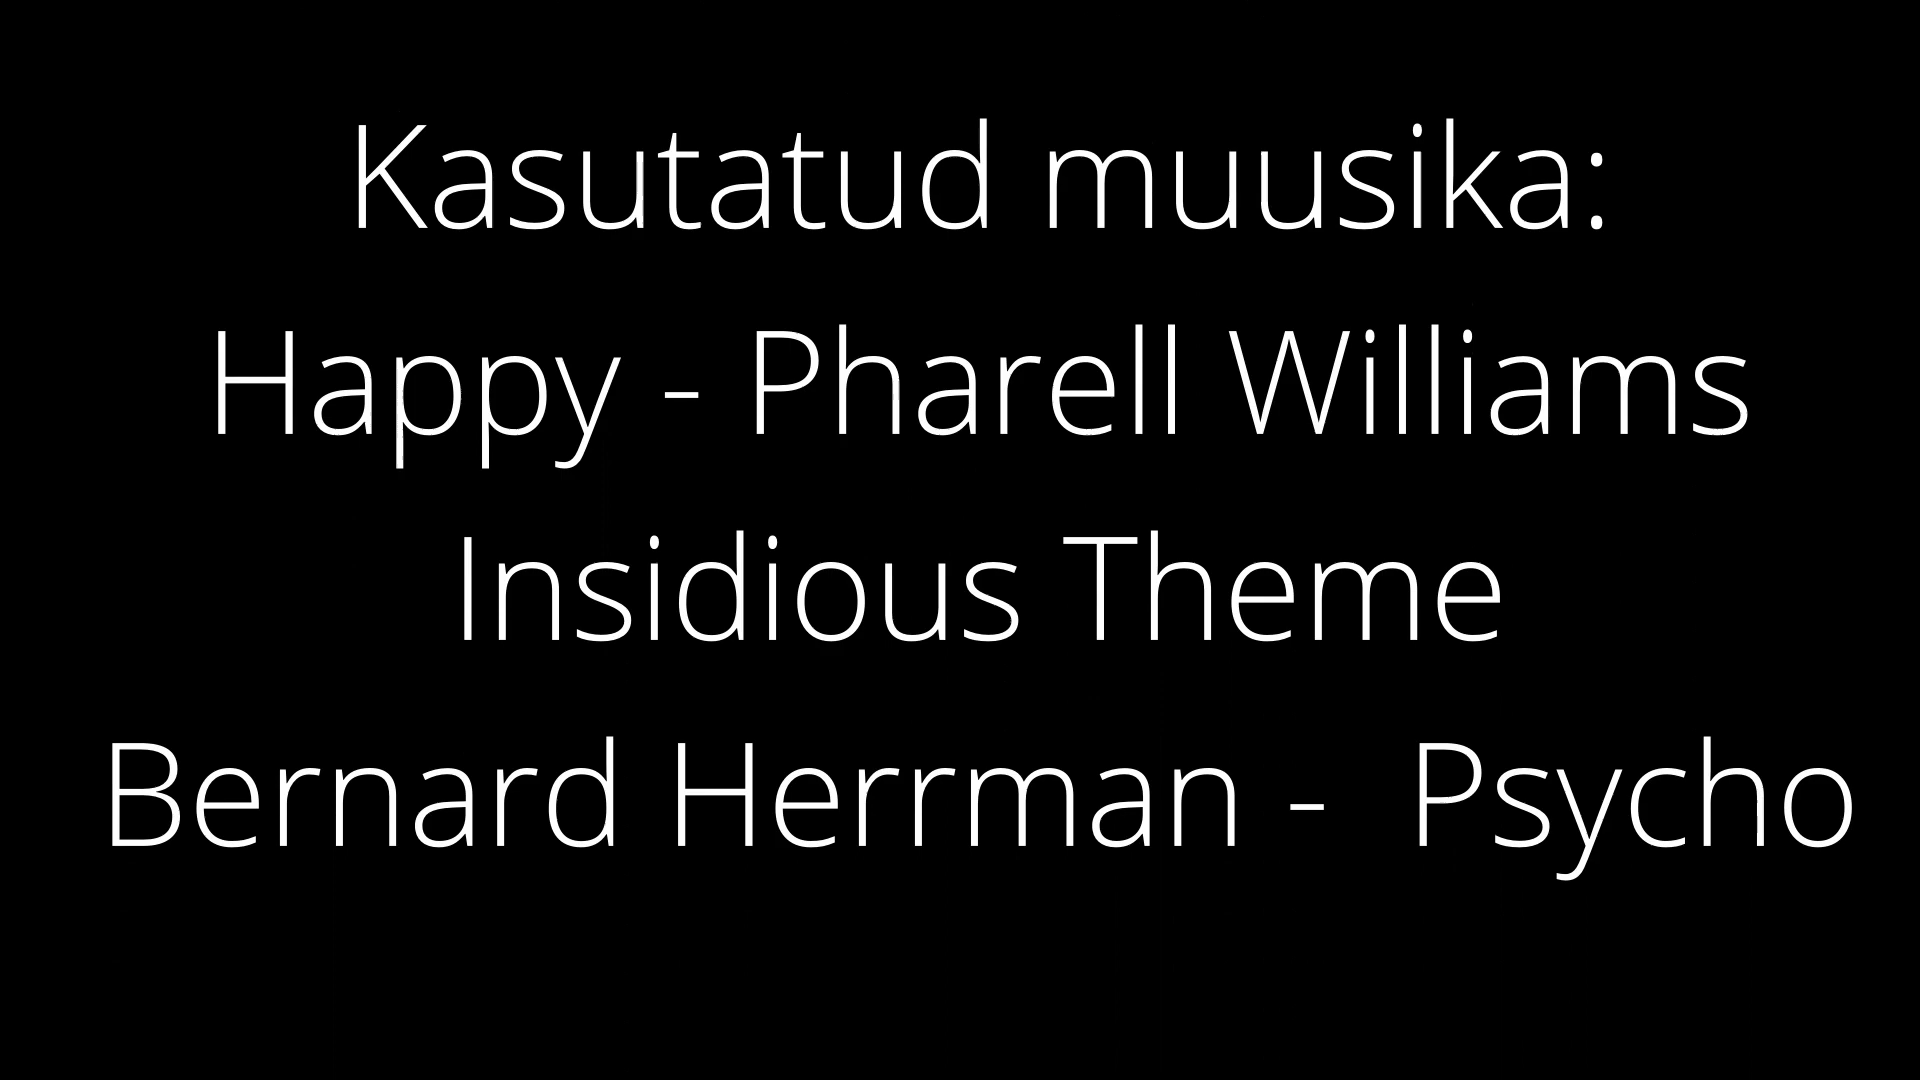 Kasutatud muusika:
Happy - Pharell Williams
Insidious Theme
Bernard Herrman -  Psycho